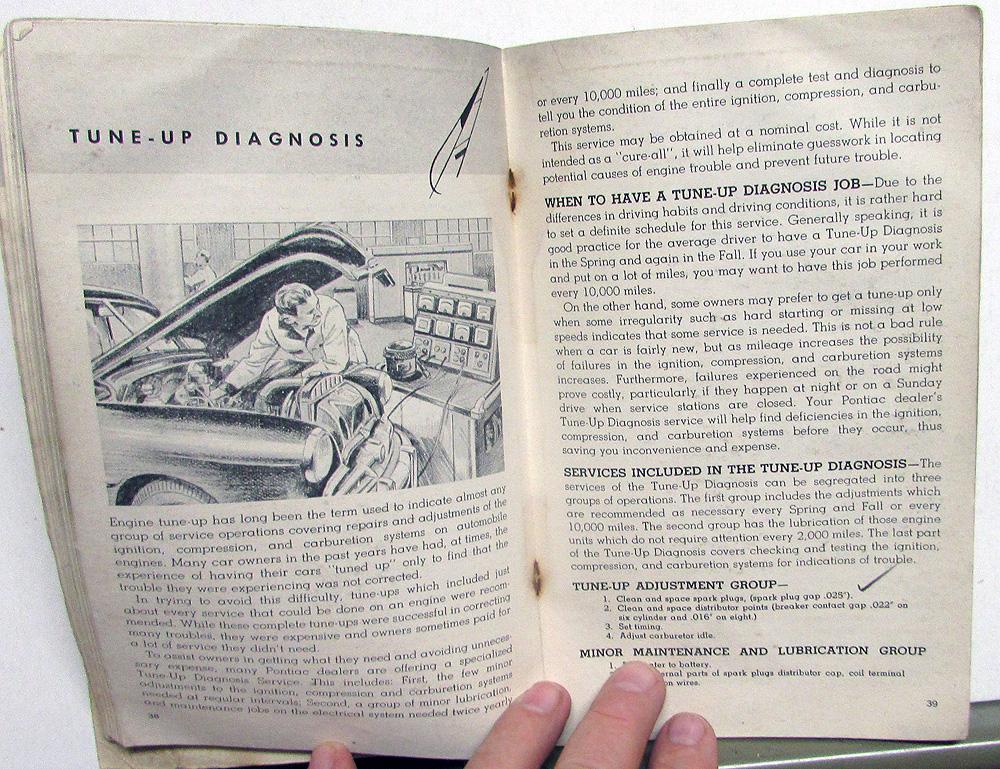 TUNE-UP DIAGNOSIS
Engine tune-up has long been the term used to indicate almost any
group of service operations covering repairs and adjustments of the
ignition, compression, and carburetion systems on automobile
engines. Many car owners in the past years have had, at times, the
experience of having their cars "tuned up" only to find that the
trouble they were experiencing was not corrected.
In trying to avoid this difficulty, tune-ups which included just
about every service that could be done on an engine were recom-
mended. While these complete tune-ups were successful in correcting
many troubles, they were expensive and owners sometimes paid for
a lot of service they didn't need.
To assist owners in getting what they need and avoiding unneces-
sary expense, many Pontiac dealers are offering a specialized
Tune-Up Diagnosis Service. This includes: First, the few minor
adjustments to the ignition, compression and carburetion systems
needed at regular intervals; Second, a group of minor lubrication,
and maintenance jobs on the electrical system needed twice yearly
38
or every 10,000 miles; and finally a complete test and diagnosis to
tell you the condition of the entire ignition, compression, and carbu-
retion systems.
This service may be obtained at a nominal cost. While it is not
intended as a "cure-all", it will help eliminate guesswork in locating
potential causes of engine trouble and prevent future trouble.
WHEN TO HAVE A TUNE-UP DIAGNOSIS JOB—Due to the
differences in driving habits and driving conditions, it is rather hard
to set a definite schedule for this service. Generally speaking, it is
good practice for the average driver to have a Tune-Up Diagnosis
in the Spring and again in the Fall. If you use your car in your work
and put on a lot of miles, you may want to have this job performed
every 10,000 miles.
On the other hand, some owners may prefer to get a tune-up only
when some irregularity such as hard starting or missing at low
speeds indicates that some service is needed. This is not a bad rule
when a car is fairly new, but as mileage increases the possibility
of failures in the ignition, compression, and carburetion systems
increases. Furthermore, failures experienced on the road might
prove costly, particularly if they happen at night or on a Sunday
drive when service stations are closed. Your Pontiac dealer's
Tune-Up Diagnosis service will help find deficiencies in the ignition,
compression, and carburetion systems before they occur, thus
saving you inconvenience and expense.
SERVICES INCLUDED IN THE TUNE-UP DIAGNOSIS—The
services of the Tune-Up Diagnosis can be segregated into three
groups of operations. The first group includes the adjustments which
are recommended as necessary every Spring and Fall or every
10,000 miles. The second group has the lubrication of those engine
units which do not require attention every 2,000 miles. The last part
of the Tune-Up Diagnosis covers checking and testing the ignition,
compression, and carburetion systems for indications of trouble.
TUNE-UP ADJUSTMENT GROUP—
1. Clean and space spark plugs, (spark plug gap .025").
2. Clean and space distributor points (breaker contact gap .022" on
six cylinder and .016" on eight.)
3. Set timing.
4. Adjust carburetor idle.
MINOR MAINTENANCE AND LUBRICATION GROUP
1. to battery.
parts of spark plugs distributor cap, coil terminal
wires.
39